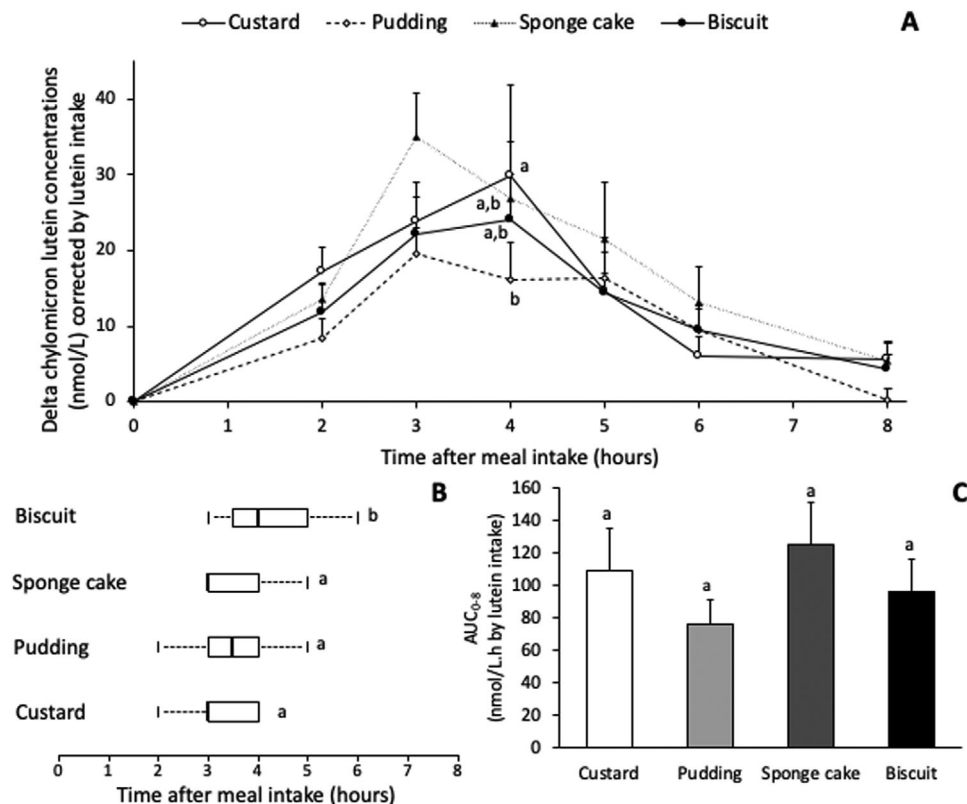 Custard Pudding Sponge cake Biscuit
A
Delta chylomicron lutein concentrations
(nmol/L) corrected by lutein intake
40
30
20
10
0
a
a,b
a,b
b
0 1 2 3 4 5 6 7 8
Time after meal intake (hours)
B
Biscuit b
Sponge cake a
Pudding a
Custard a
0 1 2 3 4 5 6 7 8
Time after meal intake (hours)
C
AUC0-8
(nmol/L.h by lutein intake)
160
140
120
100
80
60
40
20
0
a a a a
Custard Pudding Sponge cake Biscuit